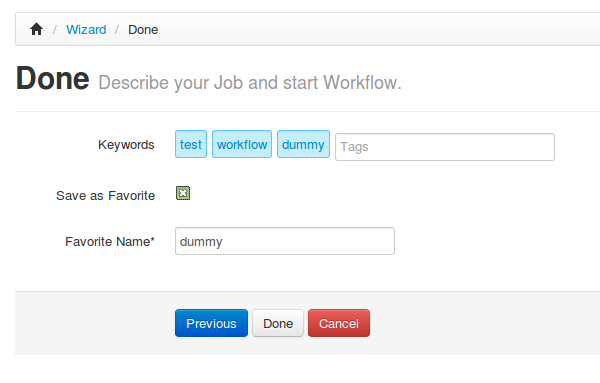 / Wizard / Done
Done Describe your Job and start Workflow.
Keywords test workflow dummy Tags
Save as Favorite
Favorite Name* dummy
Previous Done Cancel